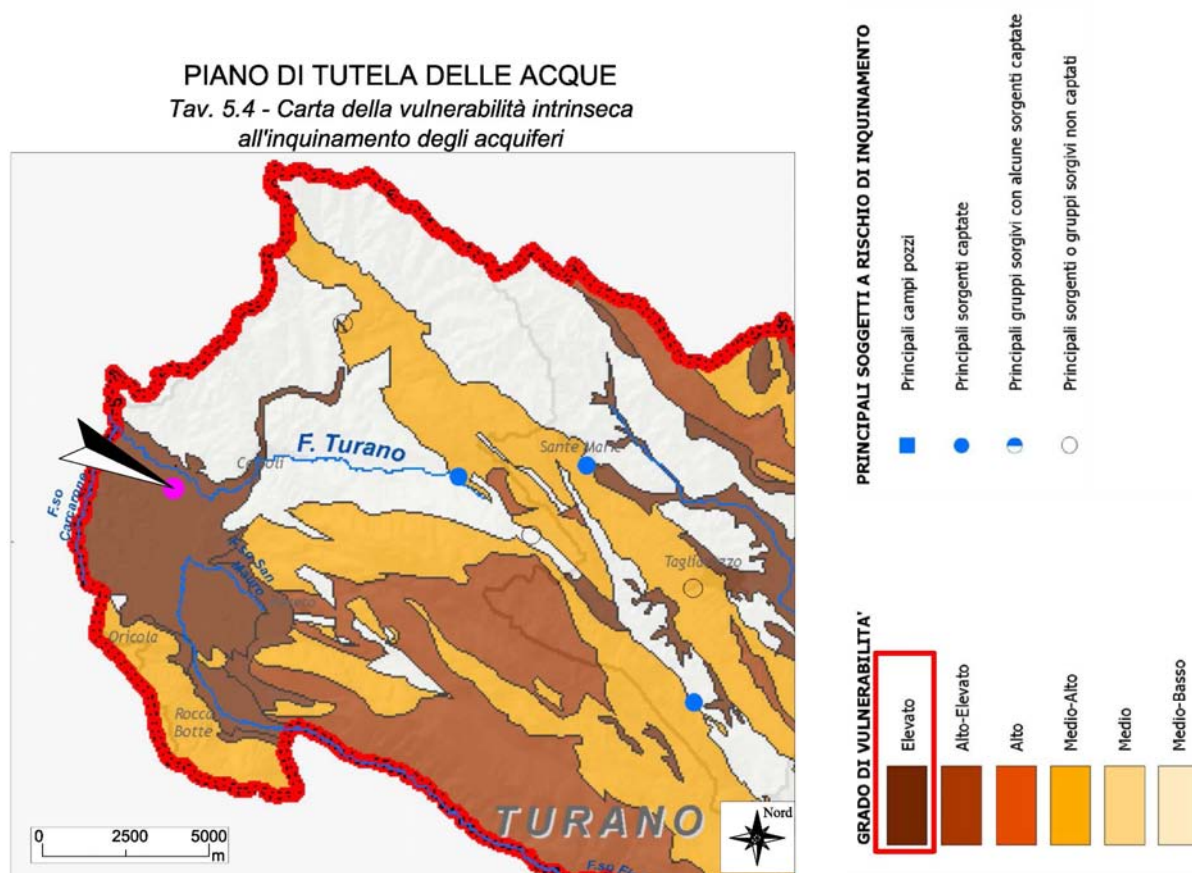 PIANO DI TUTELA DELLE ACQUE
Tav. 5.4 - Carta della vulnerabilità intrinseca
all'inquinamento degli acquiferi
F. Turano
Sante Marie
F.so
Carcarone
F.so San
Mauro
Oricola
Rocca
Botte
TURANO
Nord
0 2500 5000
m
PRINCIPALI SOGGETTI A RISCHIO DI INQUINAMENTO
Principali campi pozzi
Principali sorgenti captate
Principali gruppi sorgivi con alcune sorgenti captate
Principali sorgenti o gruppi sorgivi non captati
GRADO DI VULNERABILITA'
Elevato
Alto-Elevato
Alto
Medio-Alto
Medio
Medio-Basso